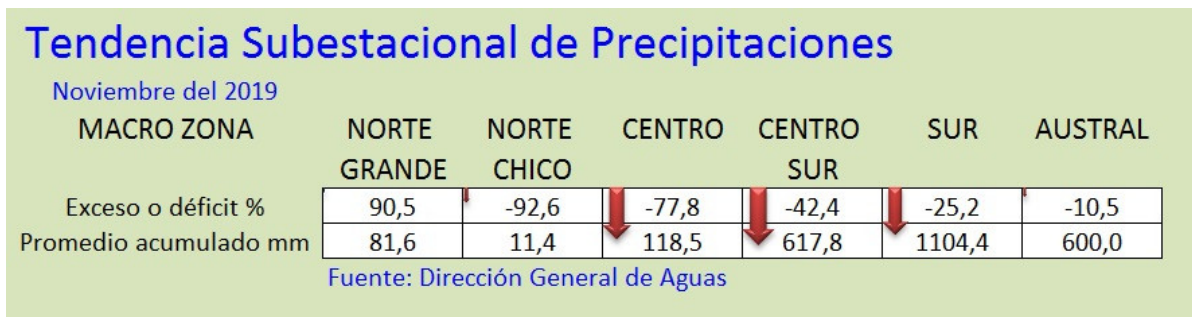 Tendencia Subestacional de Precipitaciones
Noviembre del 2019
MACRO ZONA NORTE GRANDE NORTE CHICO CENTRO CENTRO SUR SUR AUSTRAL
Exceso o déficit % 90,5 -92,6 -77,8 -42,4 -25,2 -10,5
Promedio acumulado mm 81,6 11,4 118,5 617,8 1104,4 600,0
Fuente: Dirección General de Aguas